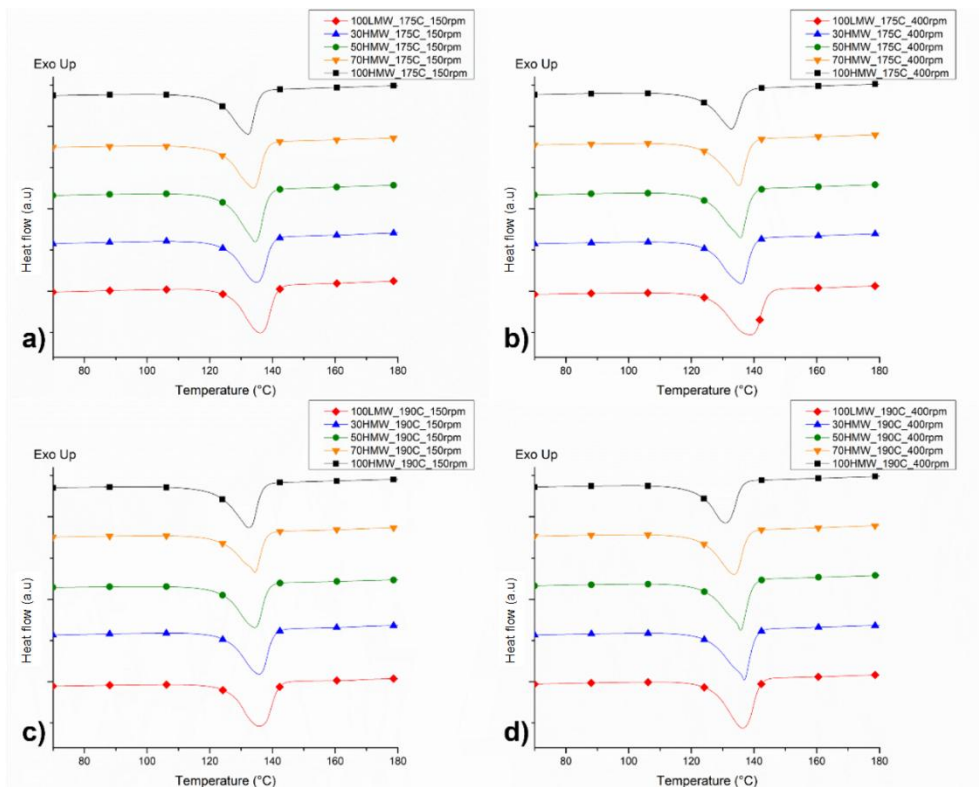 100LMW_175C_150rpm
30HMW_175C_150rpm
50HMW_175C_150rpm
70HMW_175C_150rpm
100HMW_175C_150rpm
Exo Up
Heat flow (a.u)
a)
80 100 120 140 160 180
Temperature (°C)
100LMW_175C_400rpm
30HMW_175C_400rpm
50HMW_175C_400rpm
70HMW_175C_400rpm
100HMW_175C_400rpm
Exo Up
Heat flow (a.u)
b)
80 100 120 140 160 180
Temperature (°C)
100LMW_190C_150rpm
30HMW_190C_150rpm
50HMW_190C_150rpm
70HMW_190C_150rpm
100HMW_190C_150rpm
Exo Up
Heat flow (a.u)
c)
80 100 120 140 160 180
Temperature (°C)
100LMW_190C_400rpm
30HMW_190C_400rpm
50HMW_190C_400rpm
70HMW_190C_400rpm
100HMW_190C_400rpm
Exo Up
Heat flow (a.u)
d)
80 100 120 140 160 180
Temperature (°C)